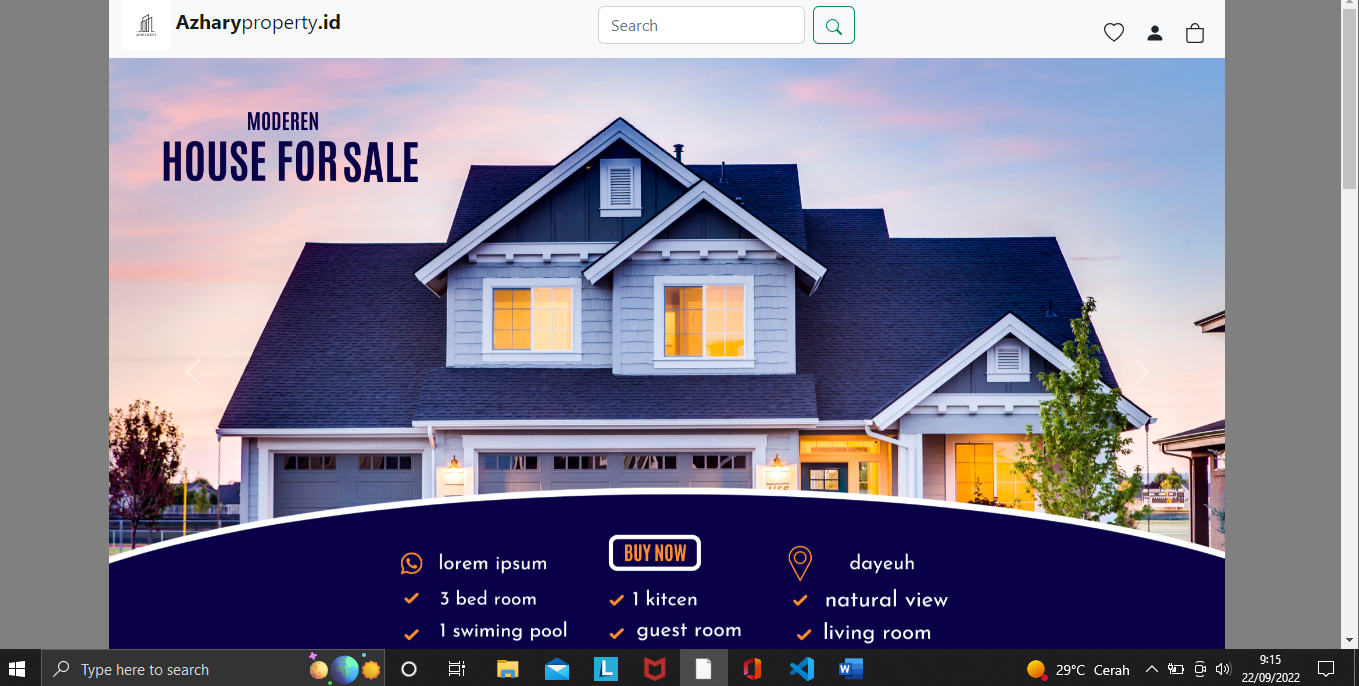 Azharyproperty.id
Search
MODEREN
HOUSE FOR SALE
BUY NOW
lorem ipsum
dayeuh
3 bed room
1 kitcen
natural view
1 swiming pool
guest room
living room
Type here to search
29°C Cerah
9:15
22/09/2022